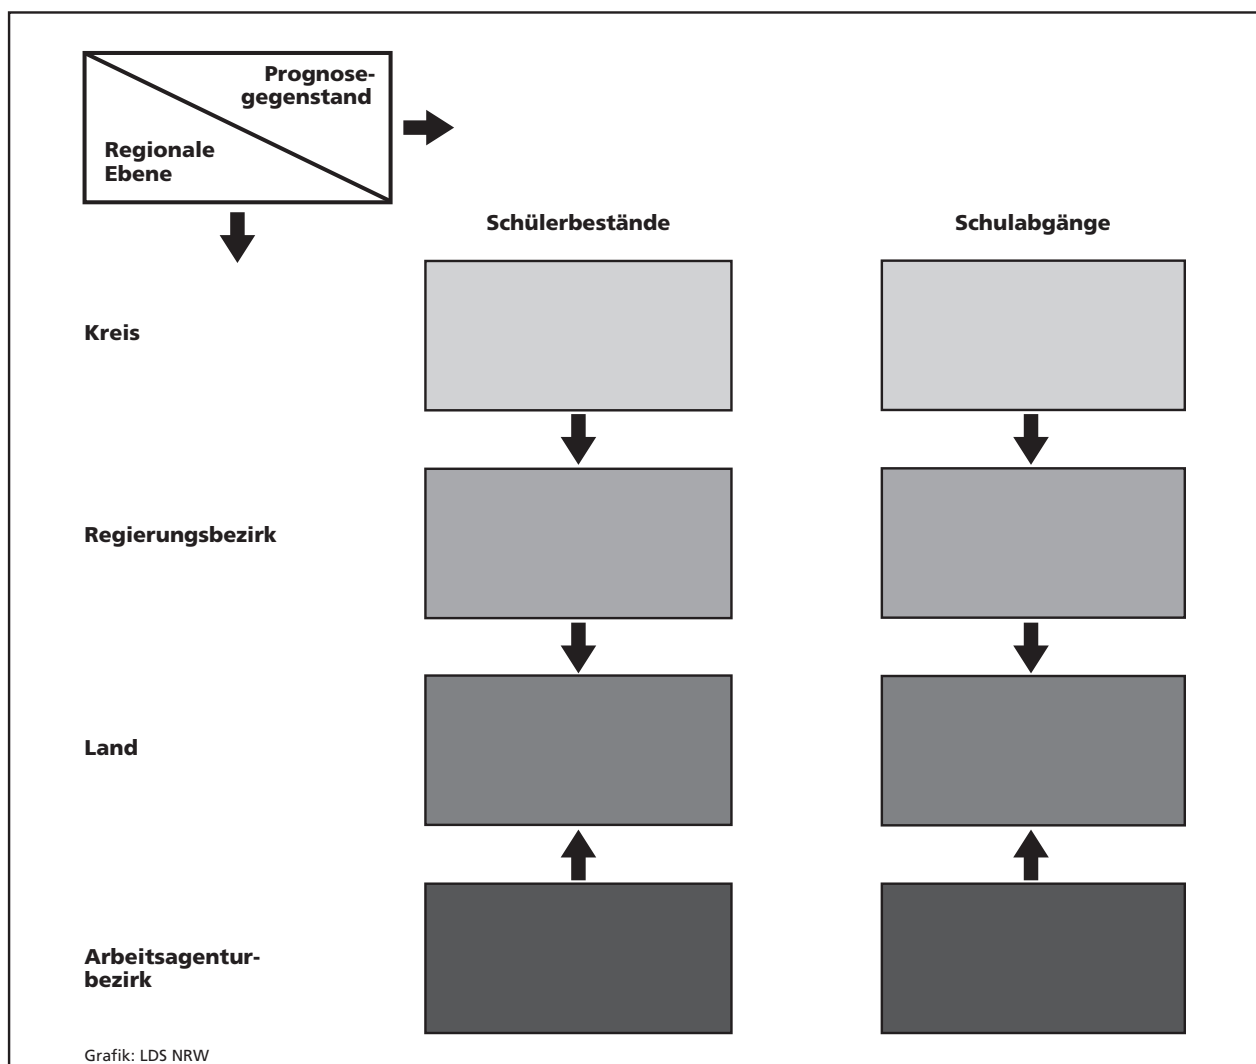 Prognose-
gegenstand
Regionale
Ebene
Schülerbestände
Schulabgänge
Kreis
Regierungsbezirk
Land
Arbeitsagentur-
bezirk
Grafik: LDS NRW